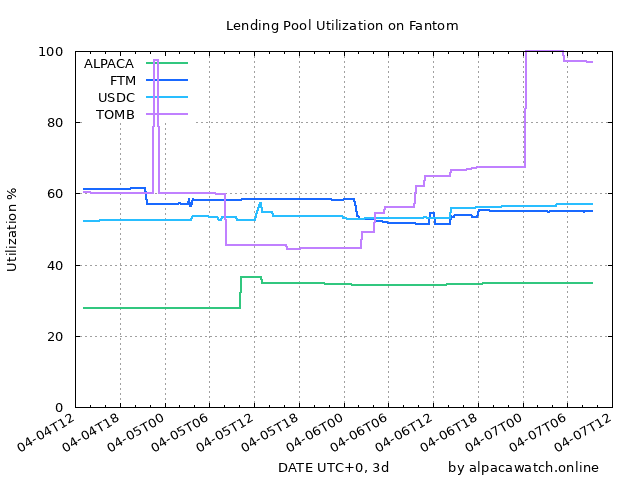 Lending Pool Utilization on Fantom
ALPACA
FTM
USDC
TOMB
Utilization %
100
80
60
40
20
0
04-04T12
04-04T18
04-05T00
04-05T06
04-05T12
04-05T18
04-06T00
04-06T06
04-06T12
04-06T18
04-07T00
04-07T06
04-07T12
DATE UTC+0, 3d
by alpacawatch.online